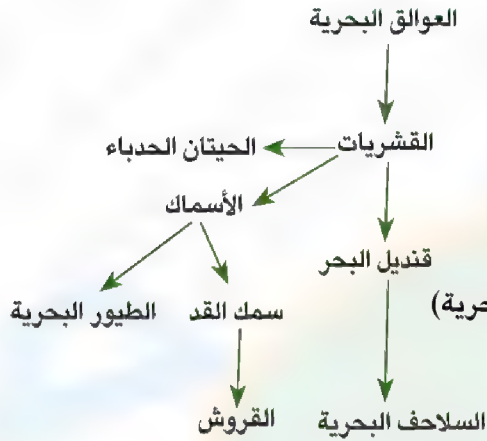 العوالق البحرية
القشريات
الحيتان الحدباء
الأسماك
قنديل البحر
سمك القد
الطيور البحرية
القروش
السلاحف البحرية